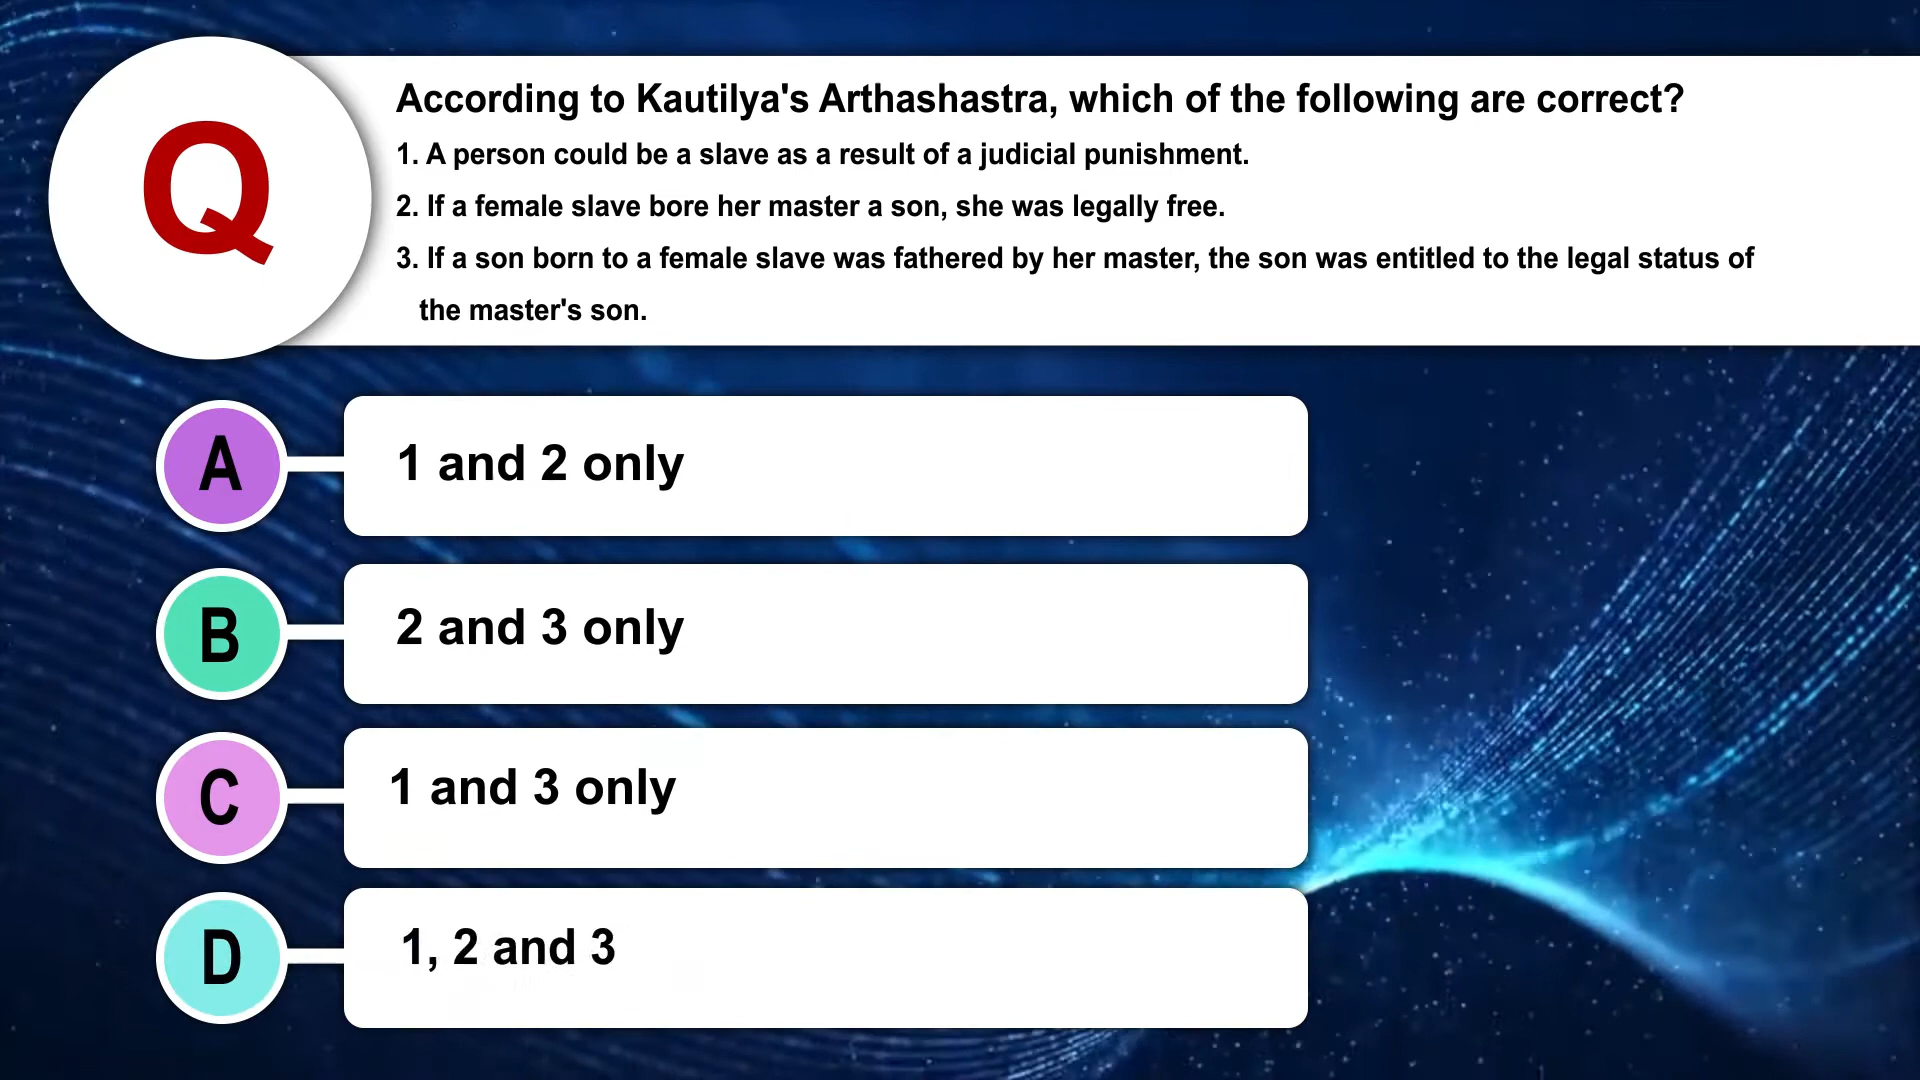 Q
According to Kautilya's Arthashastra, which of the following are correct?
1. A person could be a slave as a result of a judicial punishment.
2. If a female slave bore her master a son, she was legally free.
3. If a son born to a female slave was fathered by her master, the son was entitled to the legal status of
the master's son.
A
1 and 2 only
B
2 and 3 only
C
1 and 3 only
D
1, 2 and 3